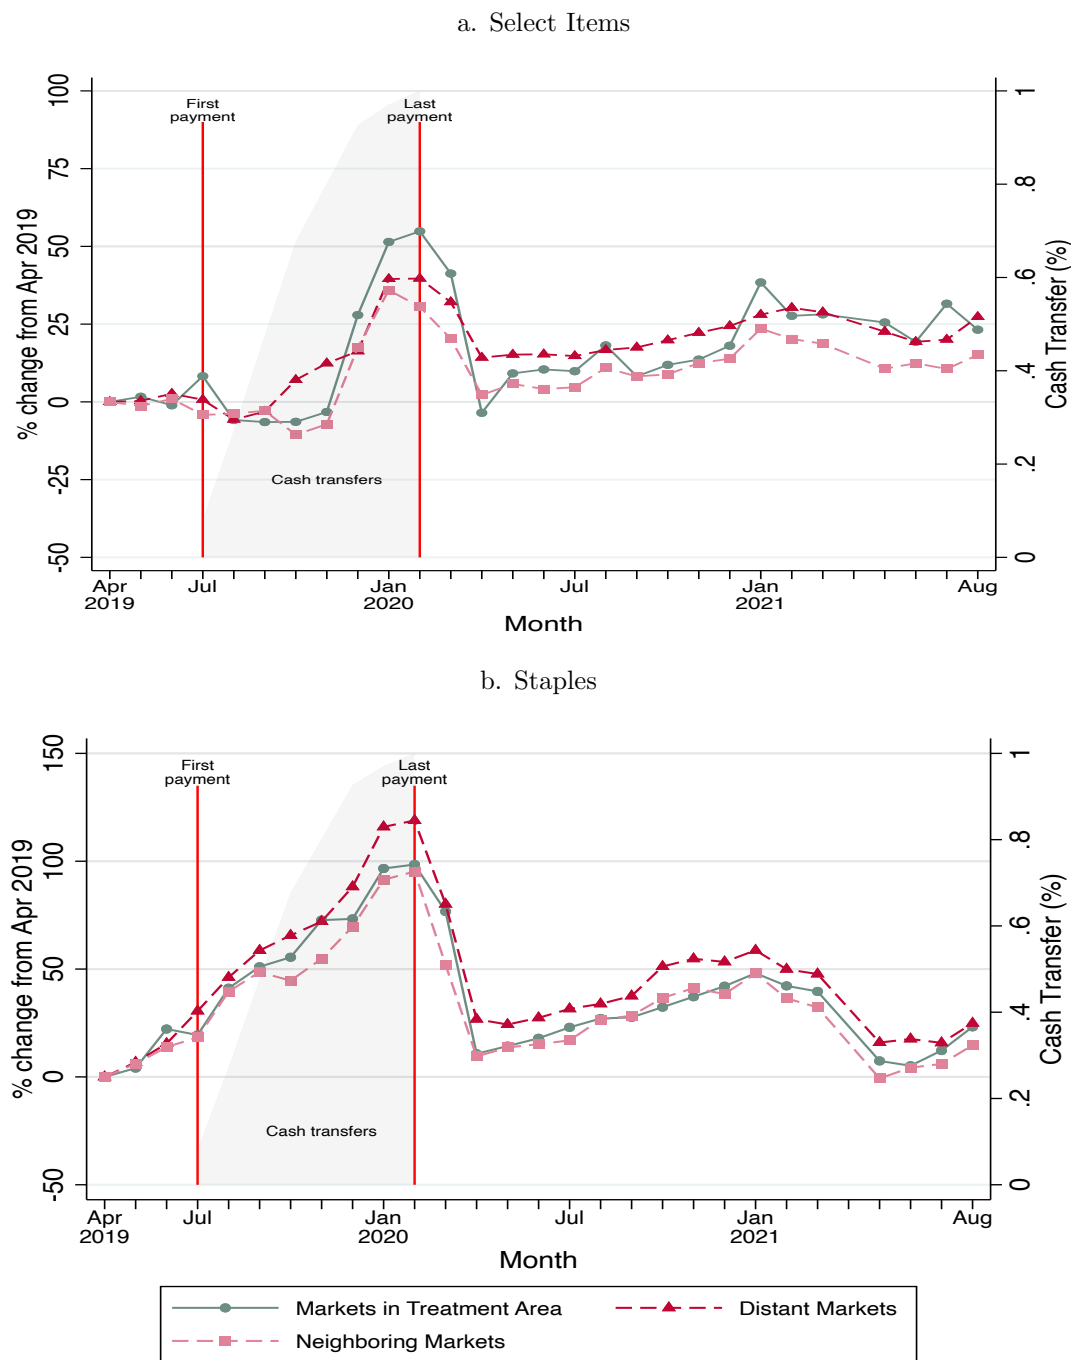 a. Select Items
100
75
50
25
0
-25
-50
% change from Apr 2019
First
payment
Last
payment
Cash transfers
1
.8
.6
.4
.2
0
Cash Transfer (%)
Apr
2019
Jul
Jan
2020
Jul
Jan
2021
Aug
Month
b. Staples
150
100
50
0
-50
% change from Apr 2019
First
payment
Last
payment
Cash transfers
1
.8
.6
.4
.2
0
Cash Transfer (%)
Apr
2019
Jul
Jan
2020
Jul
Jan
2021
Aug
Month
Markets in Treatment Area
Distant Markets
Neighboring Markets